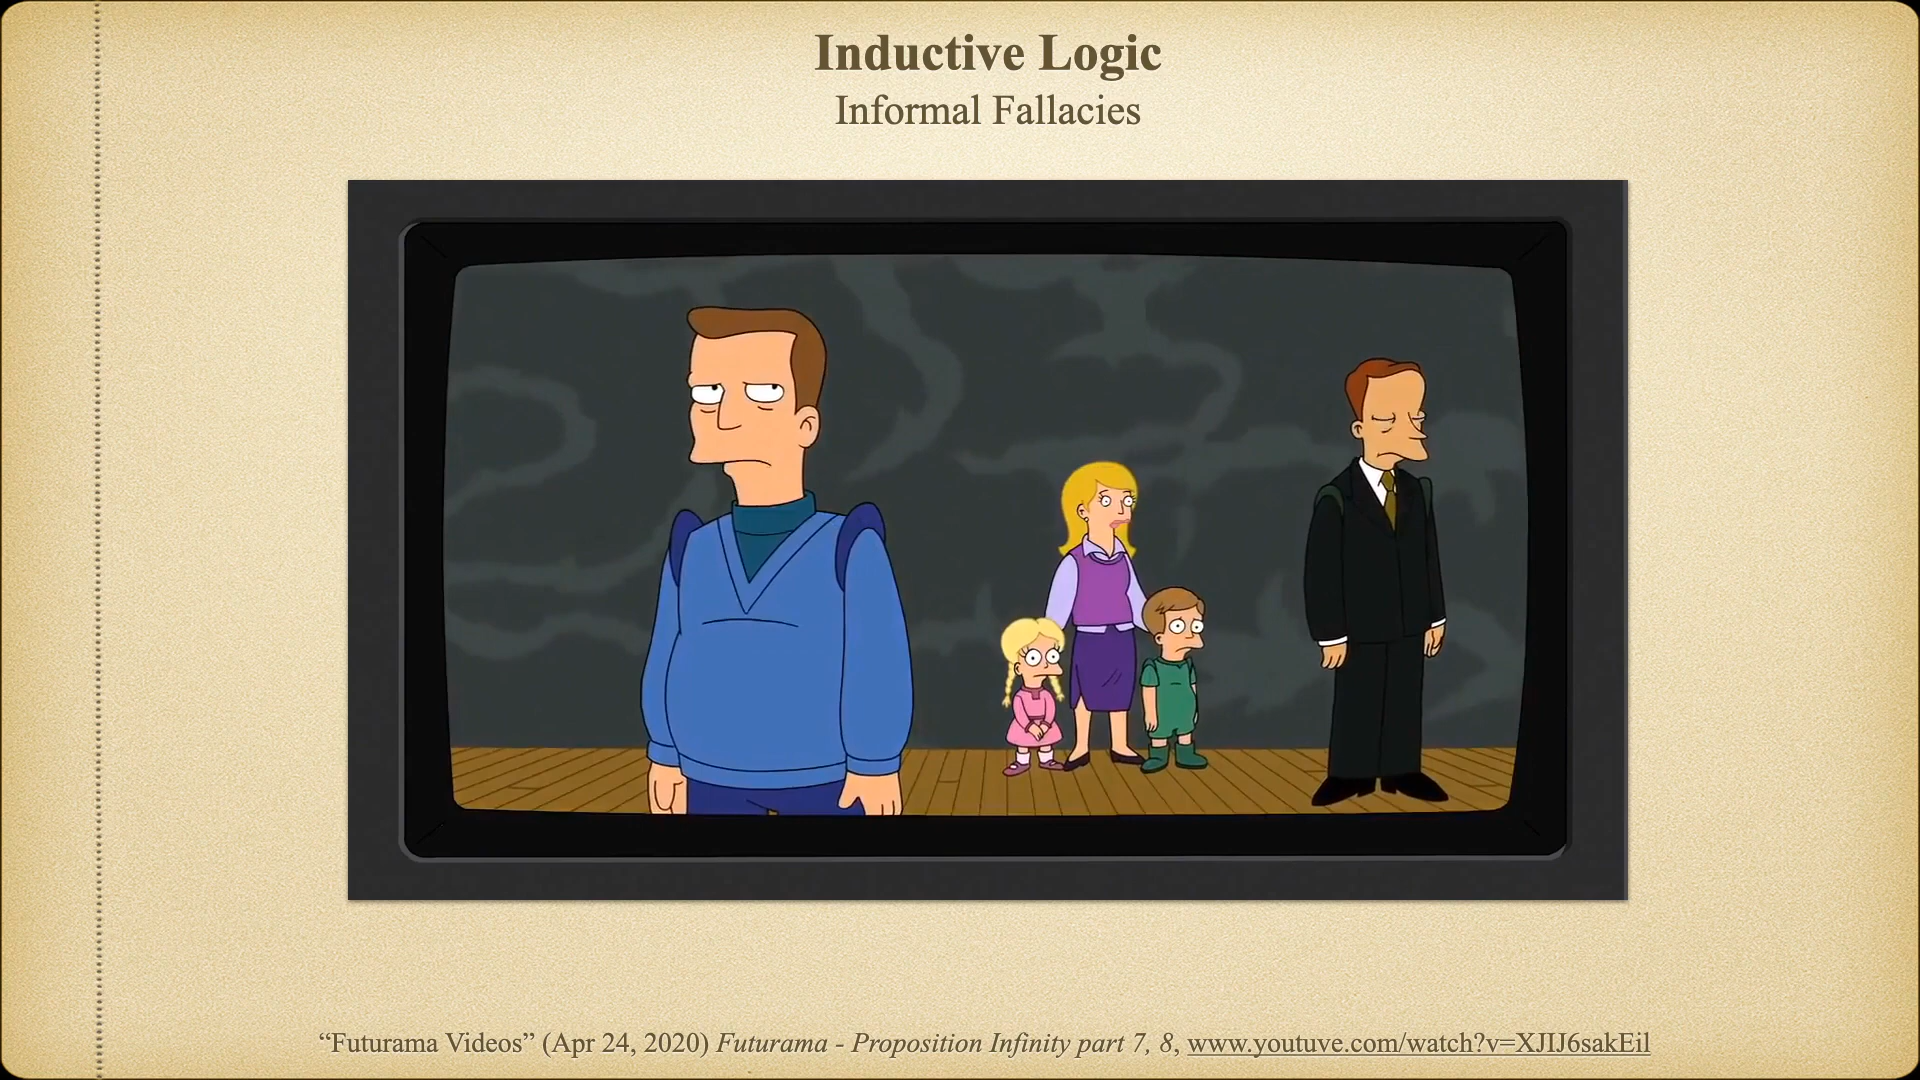 Inductive Logic
Informal Fallacies
“Futurama Videos” (Apr 24, 2020) Futurama - Proposition Infinity part 7, 8, www.youtuve.com/watch?v=XJIJ6sakEil